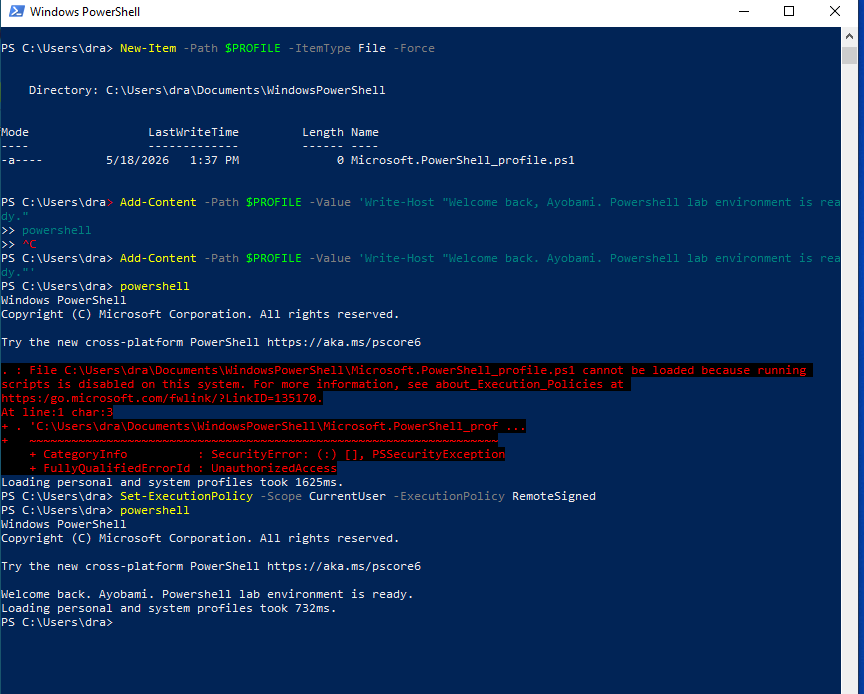 Windows PowerShell
PS C:\Users\dra> New-Item -Path $PROFILE -ItemType File -Force
Directory: C:\Users\dra\Documents\WindowsPowerShell
Mode                 LastWriteTime         Length Name
----                 -------------         ------ ----
-a----         5/18/2026   1:37 PM              0 Microsoft.PowerShell_profile.ps1
PS C:\Users\dra> Add-Content -Path $PROFILE -Value 'Write-Host "Welcome back, Ayobami. Powershell lab environment is rea
dy."
>> powershell
>> ^C
PS C:\Users\dra> Add-Content -Path $PROFILE -Value 'Write-Host "Welcome back. Ayobami. Powershell lab environment is rea
dy."'
PS C:\Users\dra> powershell
Windows PowerShell
Copyright (C) Microsoft Corporation. All rights reserved.
Try the new cross-platform PowerShell https://aka.ms/pscore6
. : File C:\Users\dra\Documents\WindowsPowerShell\Microsoft.PowerShell_profile.ps1 cannot be loaded because running
scripts is disabled on this system. For more information, see about_Execution_Policies at
https:/go.microsoft.com/fwlink/?LinkID=135170.
At line:1 char:3
+ . 'C:\Users\dra\Documents\WindowsPowerShell\Microsoft.PowerShell_prof ...
+   ~~~~~~~~~~~~~~~~~~~~~~~~~~~~~~~~~~~~~~~~~~~~~~~~~~~~~~~~~~~~~~~~~~~
    + CategoryInfo          : SecurityError: (:) [], PSSecurityException
    + FullyQualifiedErrorId : UnauthorizedAccess
Loading personal and system profiles took 1625ms.
PS C:\Users\dra> Set-ExecutionPolicy -Scope CurrentUser -ExecutionPolicy RemoteSigned
PS C:\Users\dra> powershell
Windows PowerShell
Copyright (C) Microsoft Corporation. All rights reserved.
Try the new cross-platform PowerShell https://aka.ms/pscore6
Welcome back. Ayobami. Powershell lab environment is ready.
Loading personal and system profiles took 732ms.
PS C:\Users\dra>